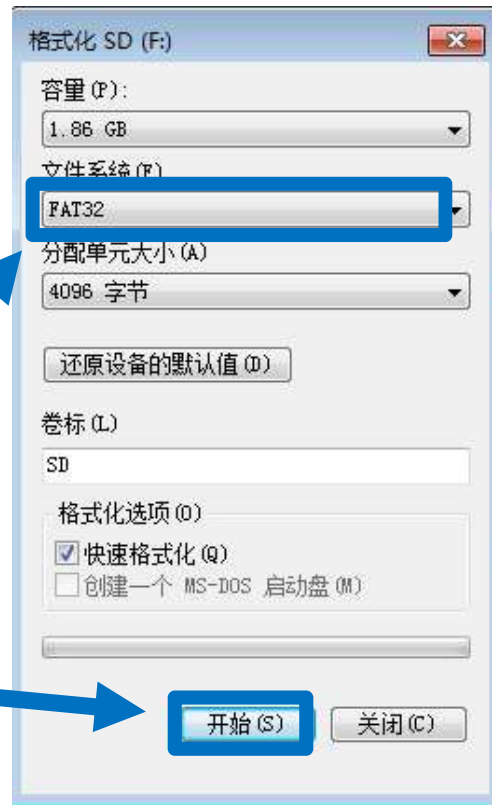 格式化 SD (F:)
容量(P):
1.86 GB
文件系统(F)
FAT32
分配单元大小(A)
4096 字节
还原设备的默认值(D)
卷标(L)
SD
格式化选项(O)
快速格式化(Q)
创建一个 MS-DOS 启动盘(M)
开始(S)
关闭(C)